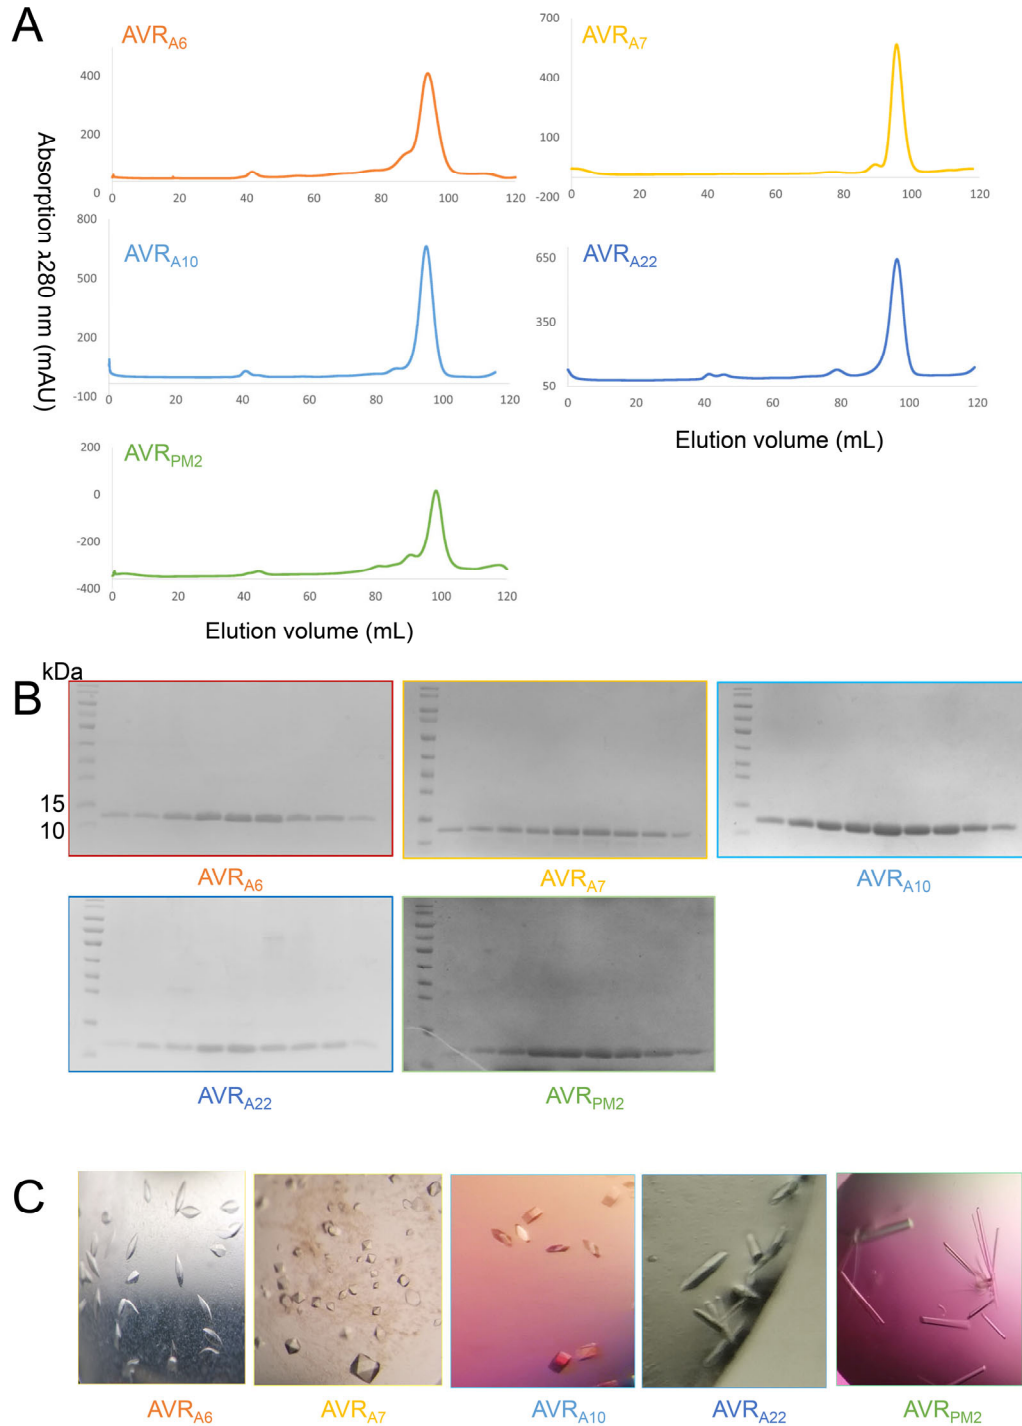 A
AVRA6
AVRA7
Absorption λ280 nm (mAU)
400
200
0
0 20 40 60 80 100 120
700
400
100
-200
0 20 40 60 80 100 120
AVRA10
AVRA22
800
500
200
-100
0 20 40 60 80 100 120
650
350
50
0 20 40 60 80 100 120
Elution volume (mL)
AVRPM2
200
0
-200
-400
0 20 40 60 80 100 120
Elution volume (mL)
kDa
B
15
10
AVRA6
AVRA7
AVRA10
AVRA22
AVRPM2
C
AVRA6
AVRA7
AVRA10
AVRA22
AVRPM2